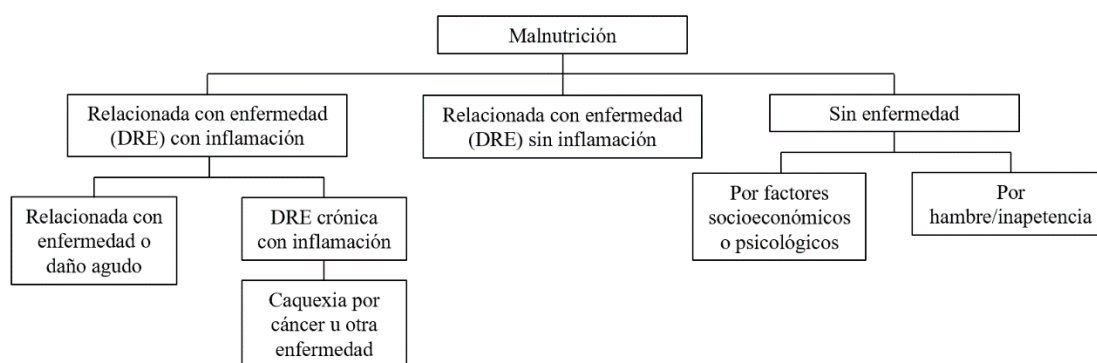 Malnutrición
Relacionada con enfermedad
(DRE) con inflamación
Relacionada con enfermedad
(DRE) sin inflamación
Sin enfermedad
Relacionada con
enfermedad o
daño agudo
DRE crónica
con inflamación
Por factores
socioeconómicos
o psicológicos
Por
hambre/inapetencia
Caquexia por
cáncer u otra
enfermedad